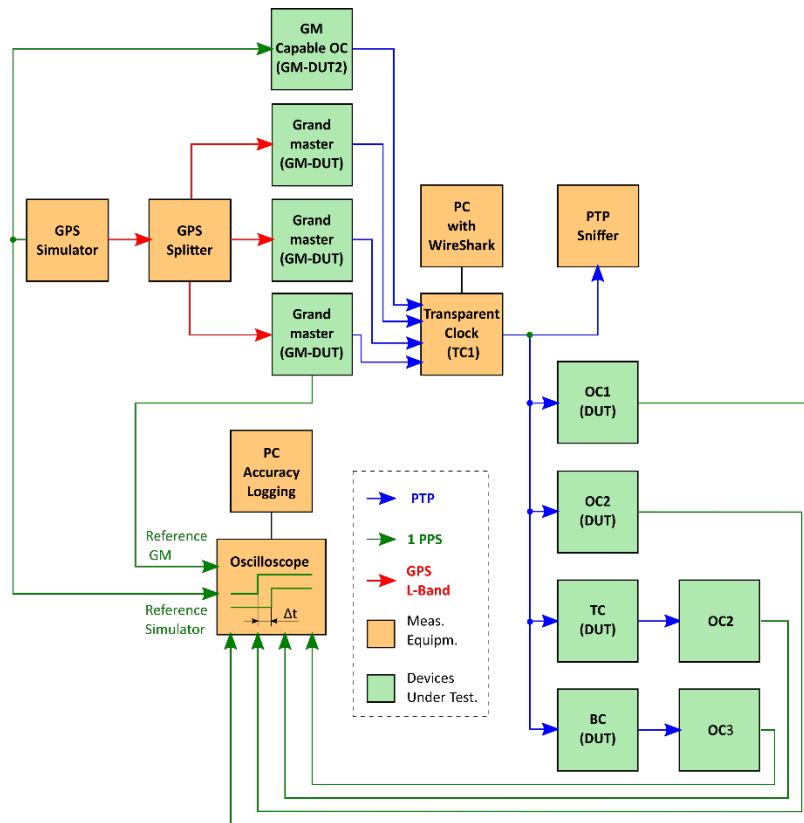 GM
Capable OC
(GM-DUT2)
Grand
master
(GM-DUT)
GPS
Simulator
GPS
Splitter
Grand
master
(GM-DUT)
PC
with
WireShark
PTP
Sniffer
Grand
master
(GM-DUT)
Transparent
Clock
(TC1)
OC1
(DUT)
PC
Accuracy
Logging
OC2
(DUT)
Reference
GM
Oscilloscope
Δt
Reference
Simulator
PTP
1 PPS
GPS
L-Band
Meas.
Equipm.
Devices
Under Test.
TC
(DUT)
OC2
BC
(DUT)
OC3